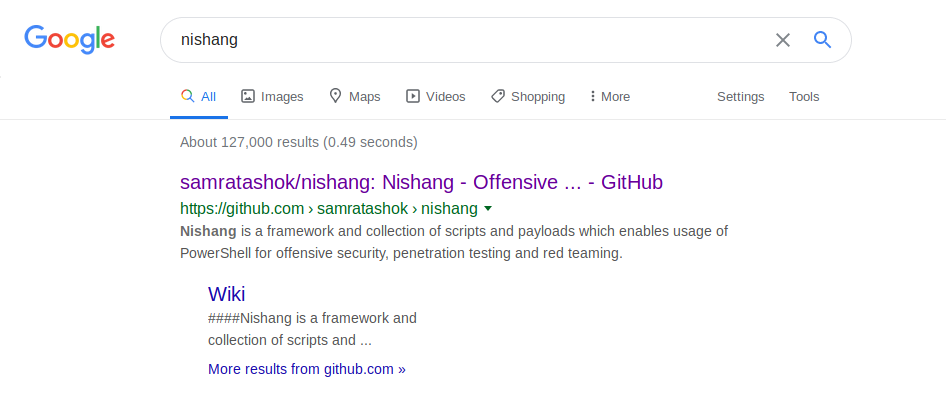 Google
nishang
All Images Maps Videos Shopping More Settings Tools
About 127,000 results (0.49 seconds)
samratashok/nishang: Nishang - Offensive ... - GitHub
https://github.com › samratashok › nishang
Nishang is a framework and collection of scripts and payloads which enables usage of
PowerShell for offensive security, penetration testing and red teaming.
Wiki
####Nishang is a framework and
collection of scripts and ...
More results from github.com »